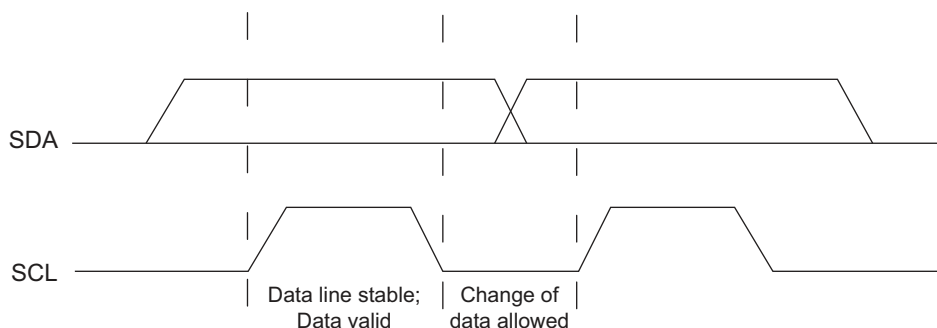 SDA
SCL
Data line stable;
Data valid
Change of
data allowed